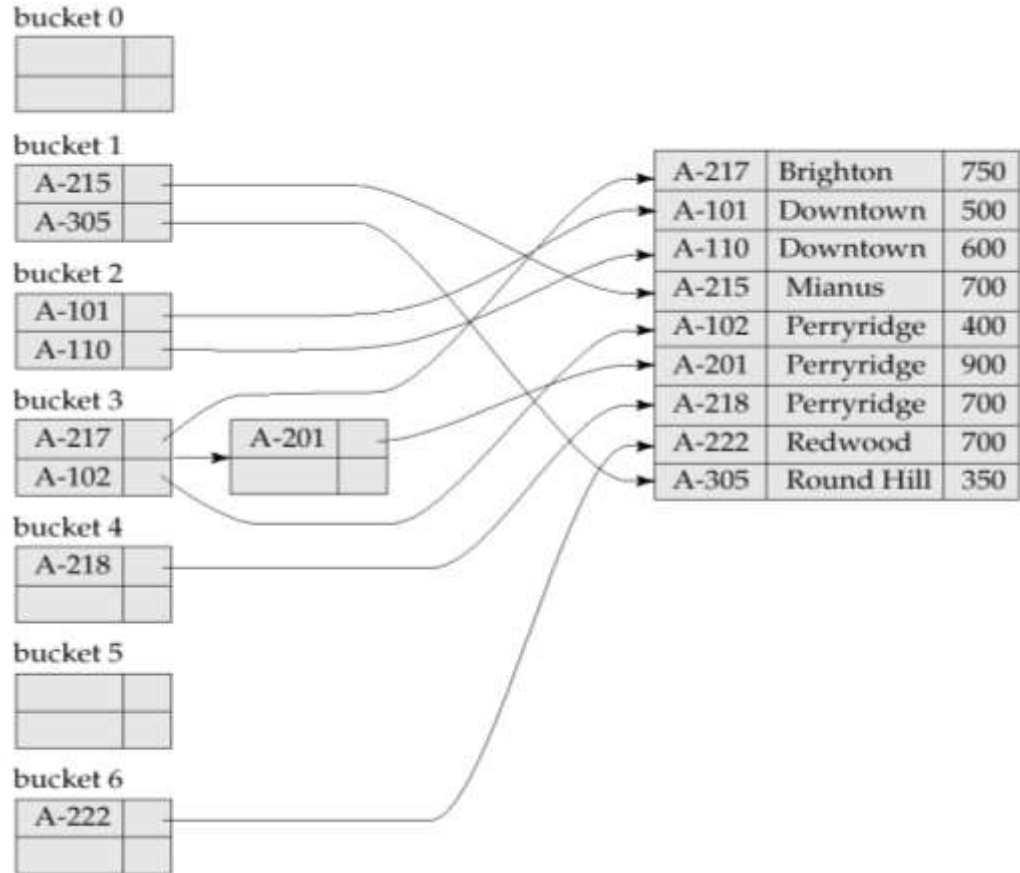 bucket 0
bucket 1
A-215
A-305
bucket 2
A-101
A-110
bucket 3
A-217
A-102
A-201
bucket 4
A-218
bucket 5
bucket 6
A-222
A-217 Brighton 750
A-101 Downtown 500
A-110 Downtown 600
A-215 Mianus 700
A-102 Perryridge 400
A-201 Perryridge 900
A-218 Perryridge 700
A-222 Redwood 700
A-305 Round Hill 350